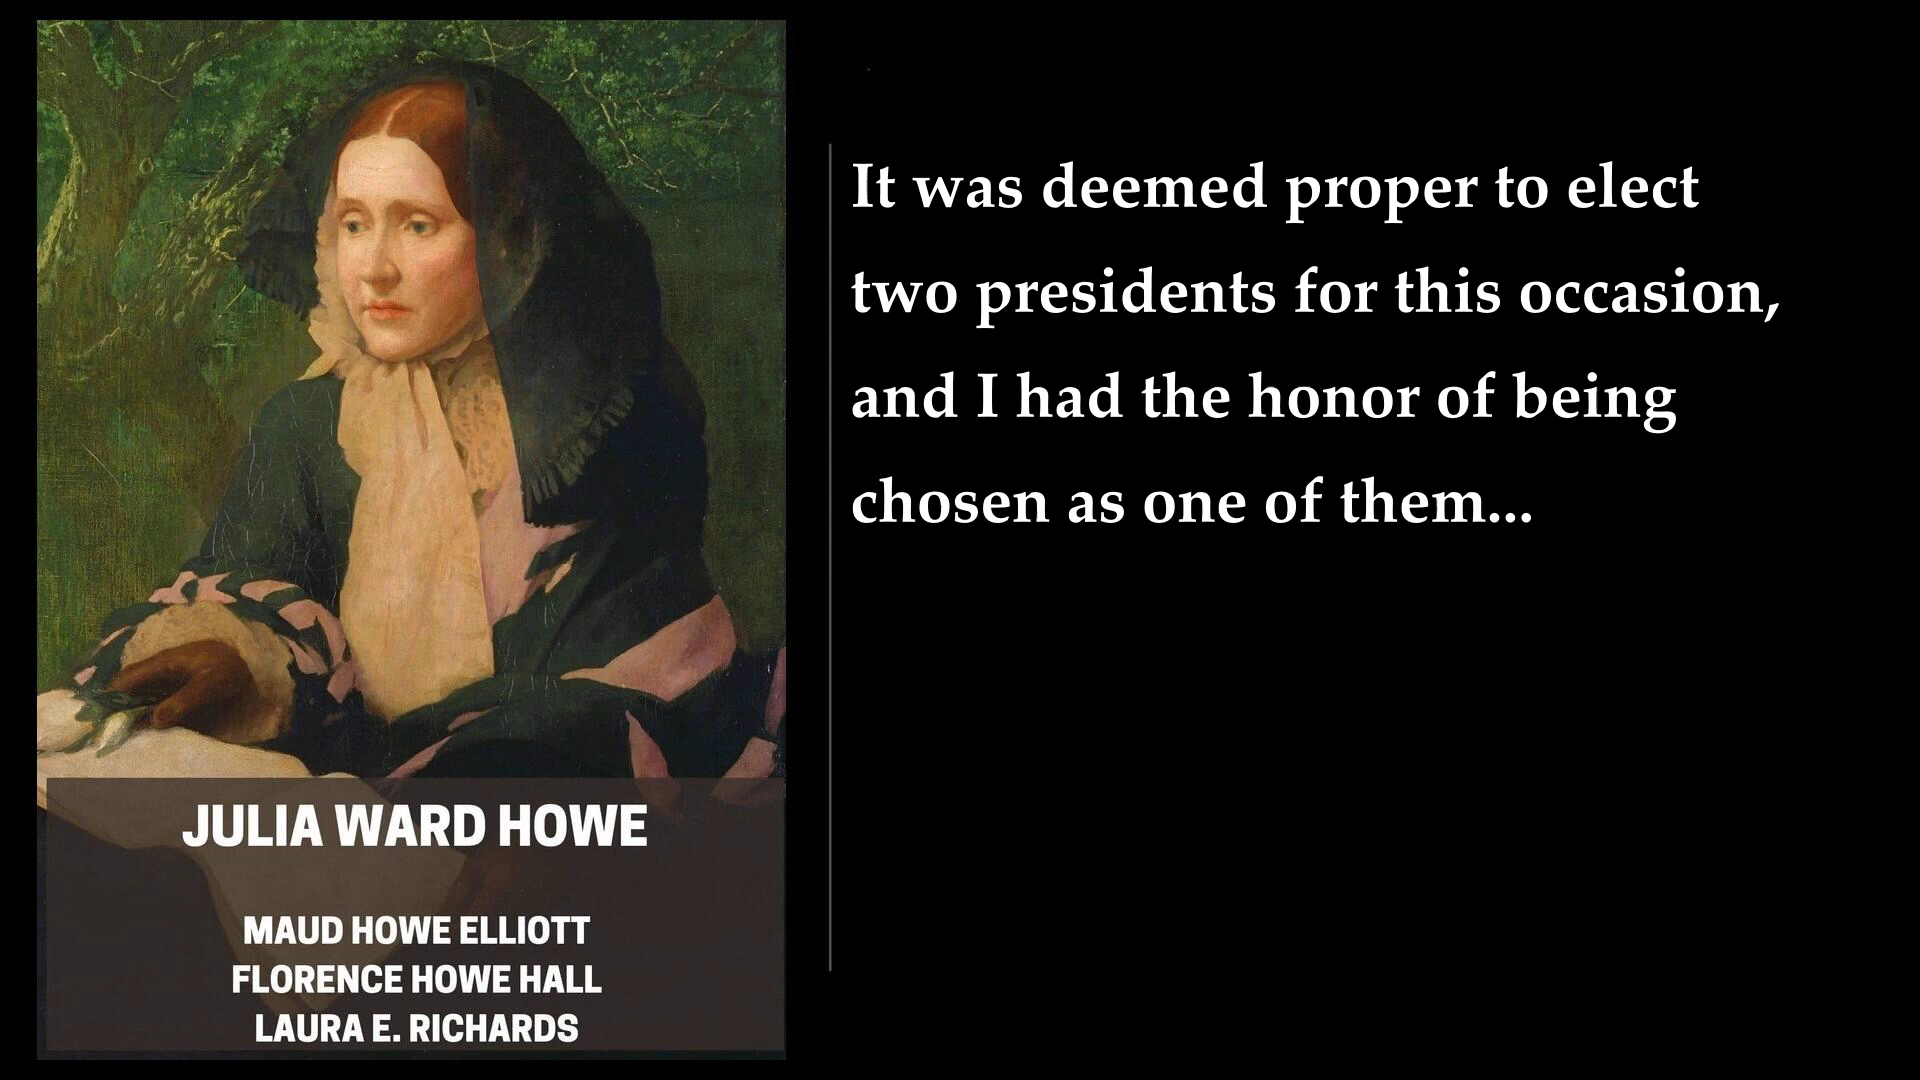 JULIA WARD HOWE
MAUD HOWE ELLIOTT
FLORENCE HOWE HALL
LAURA E. RICHARDS
It was deemed proper to elect
two presidents for this occasion,
and I had the honor of being
chosen as one of them...